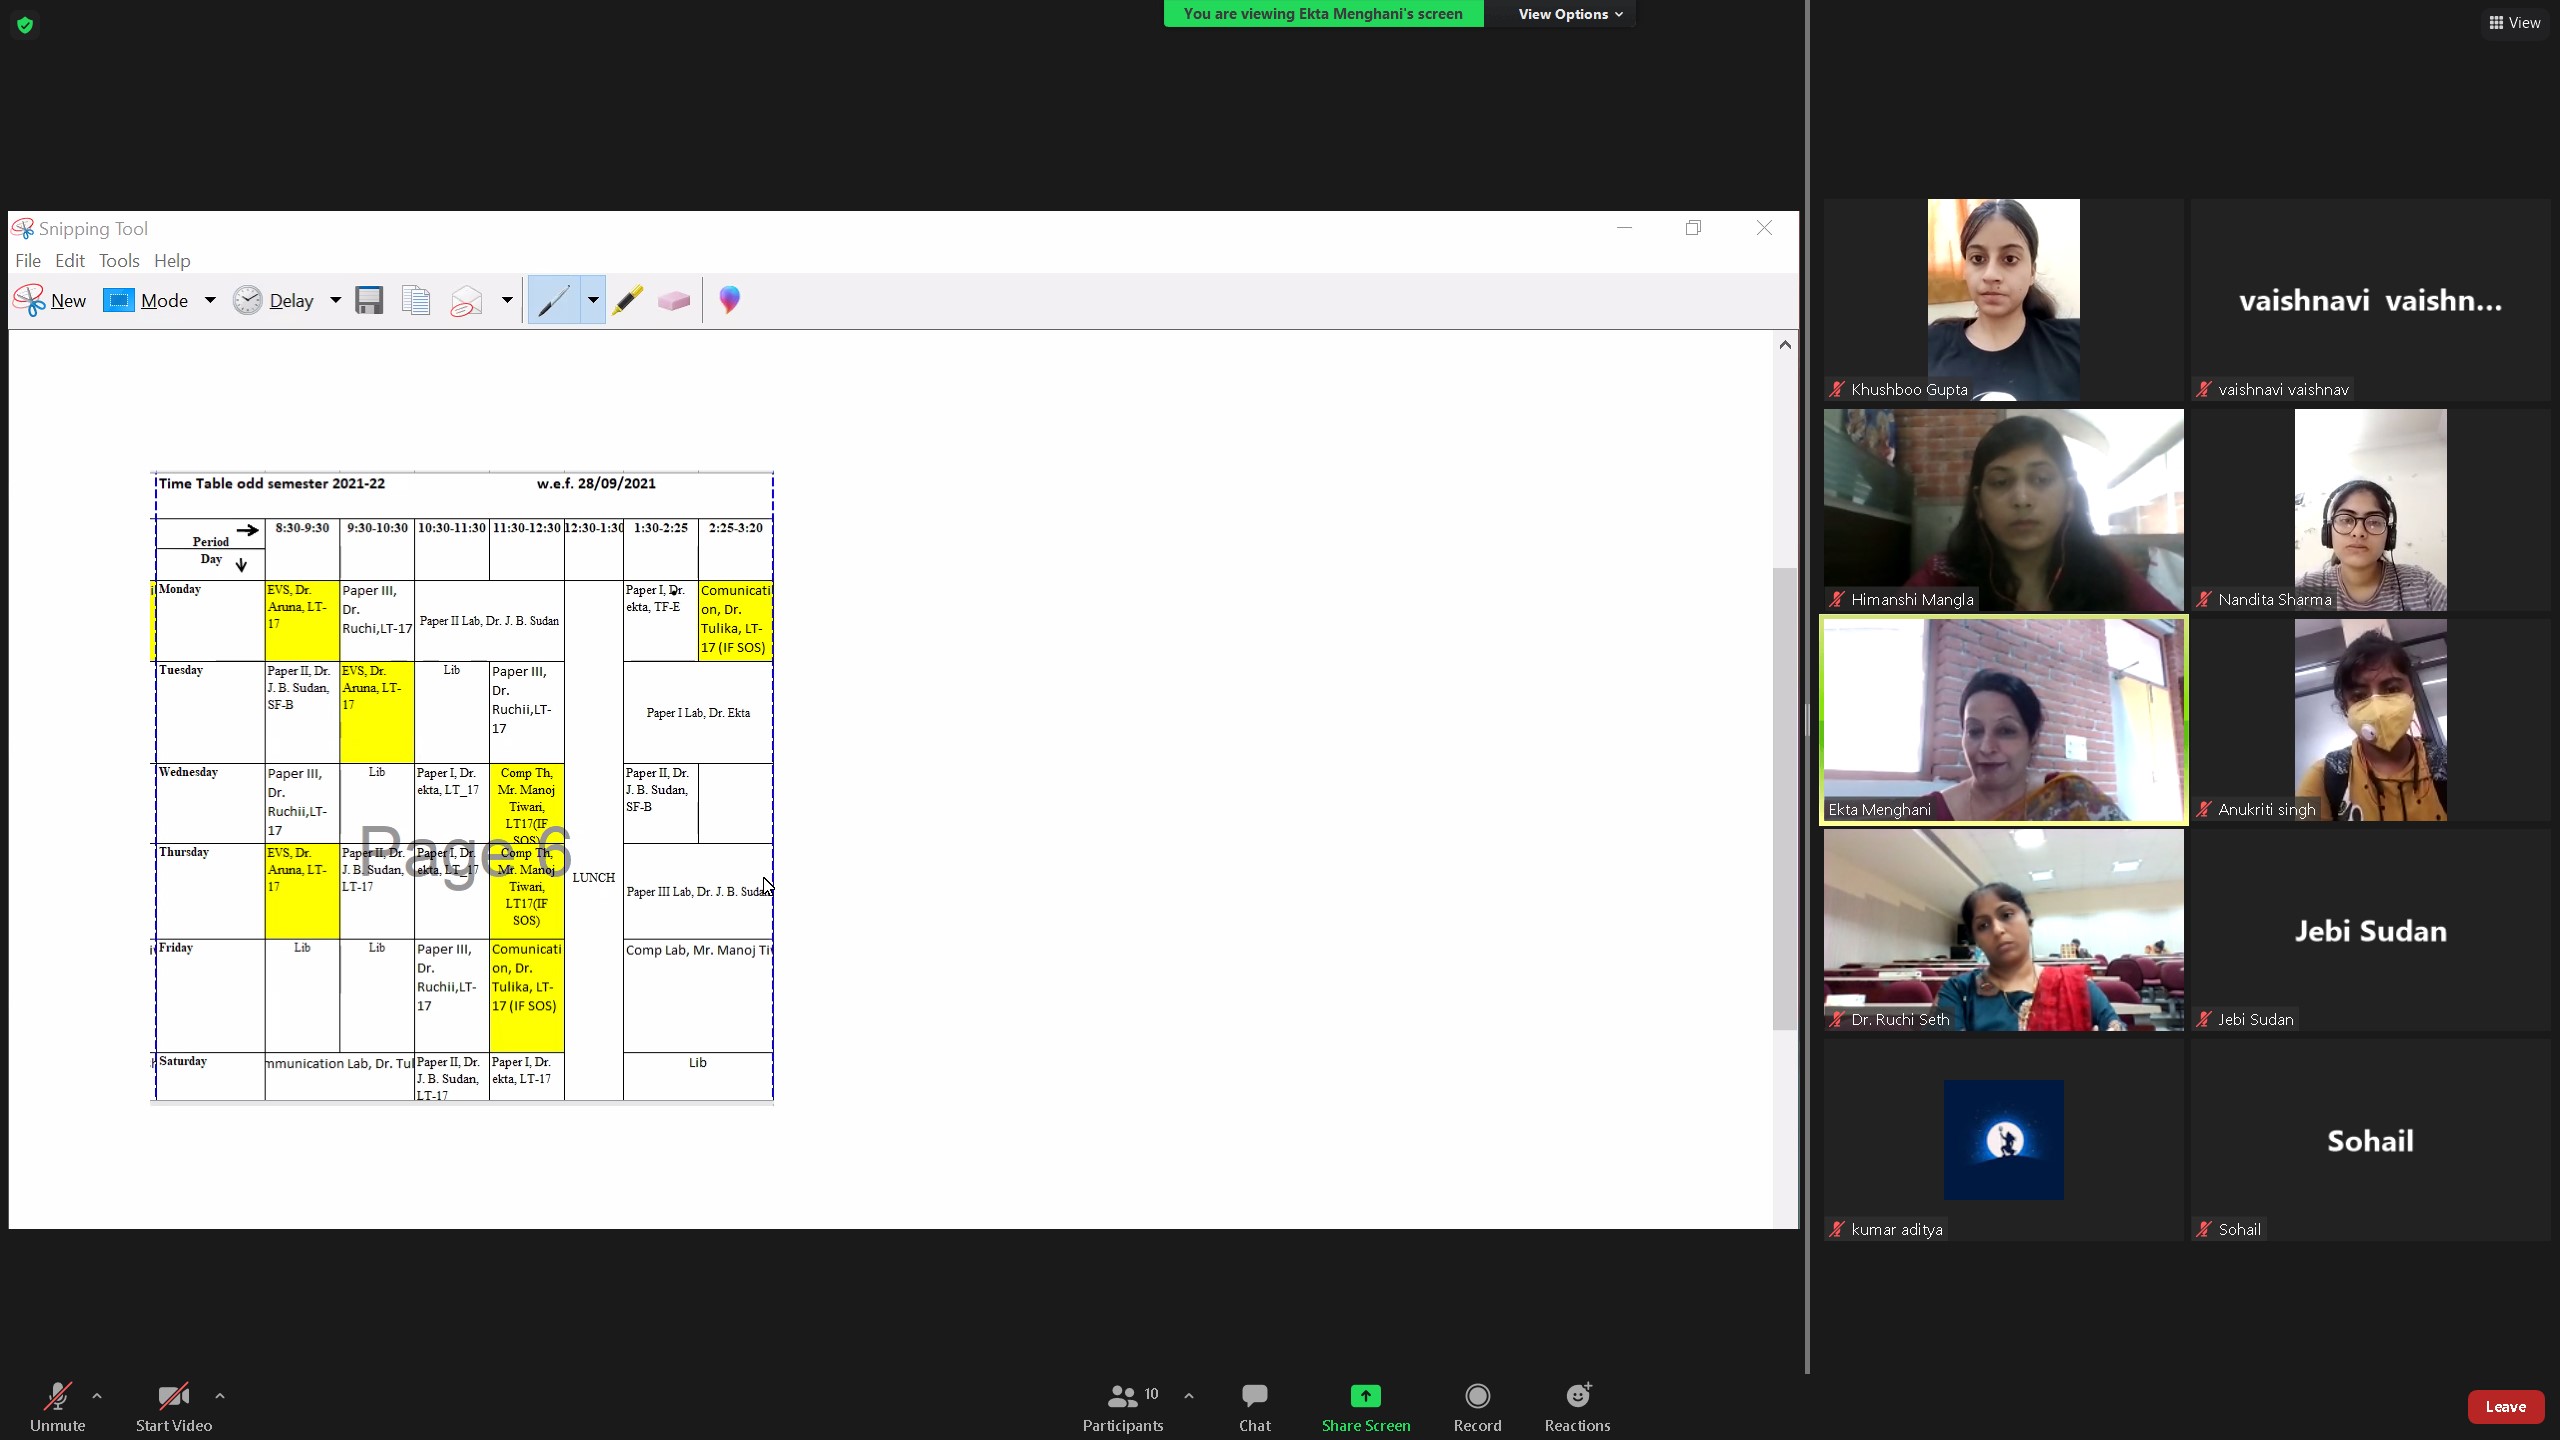 You are viewing Ekta Menghani's screen
View Options
View
Snipping Tool
File Edit Tools Help
New Mode Delay
Time Table odd semester 2021-22 w.e.f. 28/09/2021
Period
Day
8:30-9:30 9:30-10:30 10:30-11:30 11:30-12:30 12:30-1:30 1:30-2:25 2:25-3:20
Monday
EVS, Dr.
Aruna, LT-
17
Paper III,
Dr.
Ruchi,LT-17
Paper II Lab, Dr. J. B. Sudan
Paper I, Dr.
ekta, TF-E
Comunicati
on, Dr.
Tulika, LT-
17 (IF SOS)
Tuesday
Paper II, Dr.
J. B. Sudan,
SF-B
EVS, Dr.
Aruna, LT-
17
Lib
Paper III,
Dr.
Ruchii,LT-
17
Paper I Lab, Dr. Ekta
Wednesday
Paper III,
Dr.
Ruchii,LT-
17
Lib
Paper I, Dr.
ekta, LT_17
Comp Th,
Mr. Manoj
Tiwari,
LT17(IF
SOS)
Paper II, Dr.
J. B. Sudan,
SF-B
Page 6
Thursday
EVS, Dr.
Aruna, LT-
17
Paper II, Dr.
J. B. Sudan,
LT-17
Paper I, Dr.
ekta, LT_17
Comp Th,
Mr. Manoj
Tiwari,
LT17(IF
SOS)
LUNCH
Paper III Lab, Dr. J. B. Sudan
Friday
Lib
Lib
Paper III,
Dr.
Ruchii,LT-
17
Comunicati
on, Dr.
Tulika, LT-
17 (IF SOS)
Comp Lab, Mr. Manoj Ti
Saturday
mmunication Lab, Dr. Tul
Paper II, Dr.
J. B. Sudan,
LT-17
Paper I, Dr.
ekta, LT-17
Lib
Khushboo Gupta
vaishnavi vaishn...
vaishnavi vaishnav
Himanshi Mangla
Nandita Sharma
Ekta Menghani
Anukriti singh
Dr. Ruchi Seth
Jebi Sudan
Jebi Sudan
kumar aditya
Sohail
Sohail
Unmute
Start Video
10
Participants
Chat
Share Screen
Record
Reactions
Leave